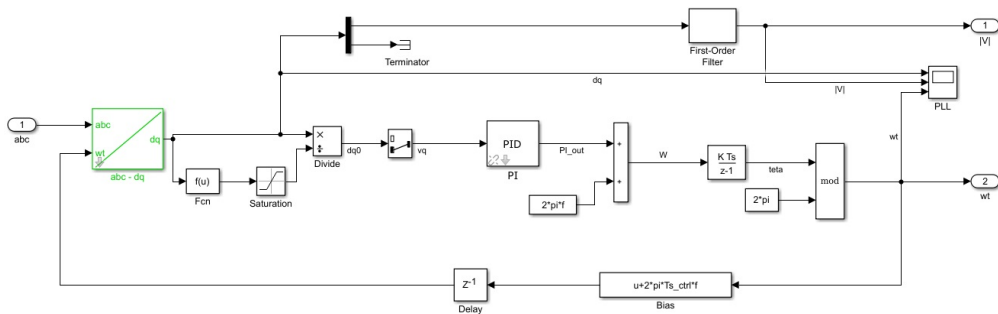 1
|V|
First-Order
Filter
Terminator
dq
|V|
PLL
1
abc
abc
dq
wt
abc - dq
×
÷
Divide
dq0
vq
PID
PI
PI_out
+
+
W
K Ts
z-1
teta
mod
wt
2
wt
f(u)
Fcn
Saturation
2*pi*f
2*pi
Z-1
Delay
u+2*pi*Ts_ctrl*f
Bias